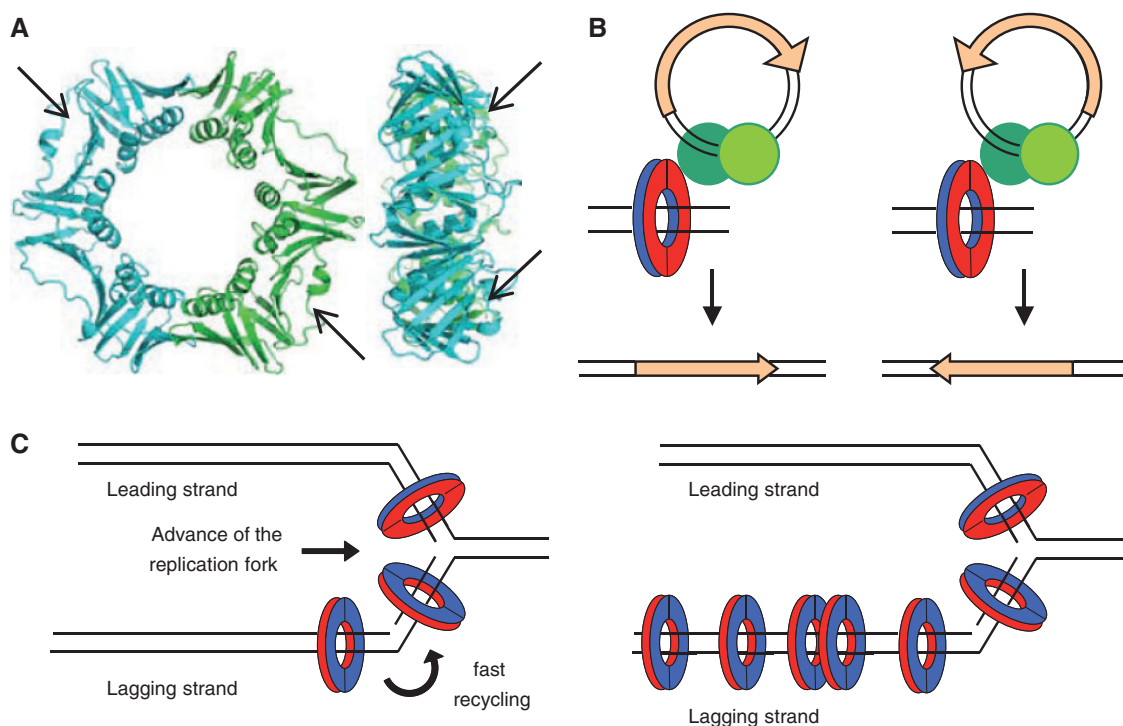 A
B
C
Leading strand
Advance of the
replication fork
fast
recycling
Lagging strand
Leading strand
Lagging strand